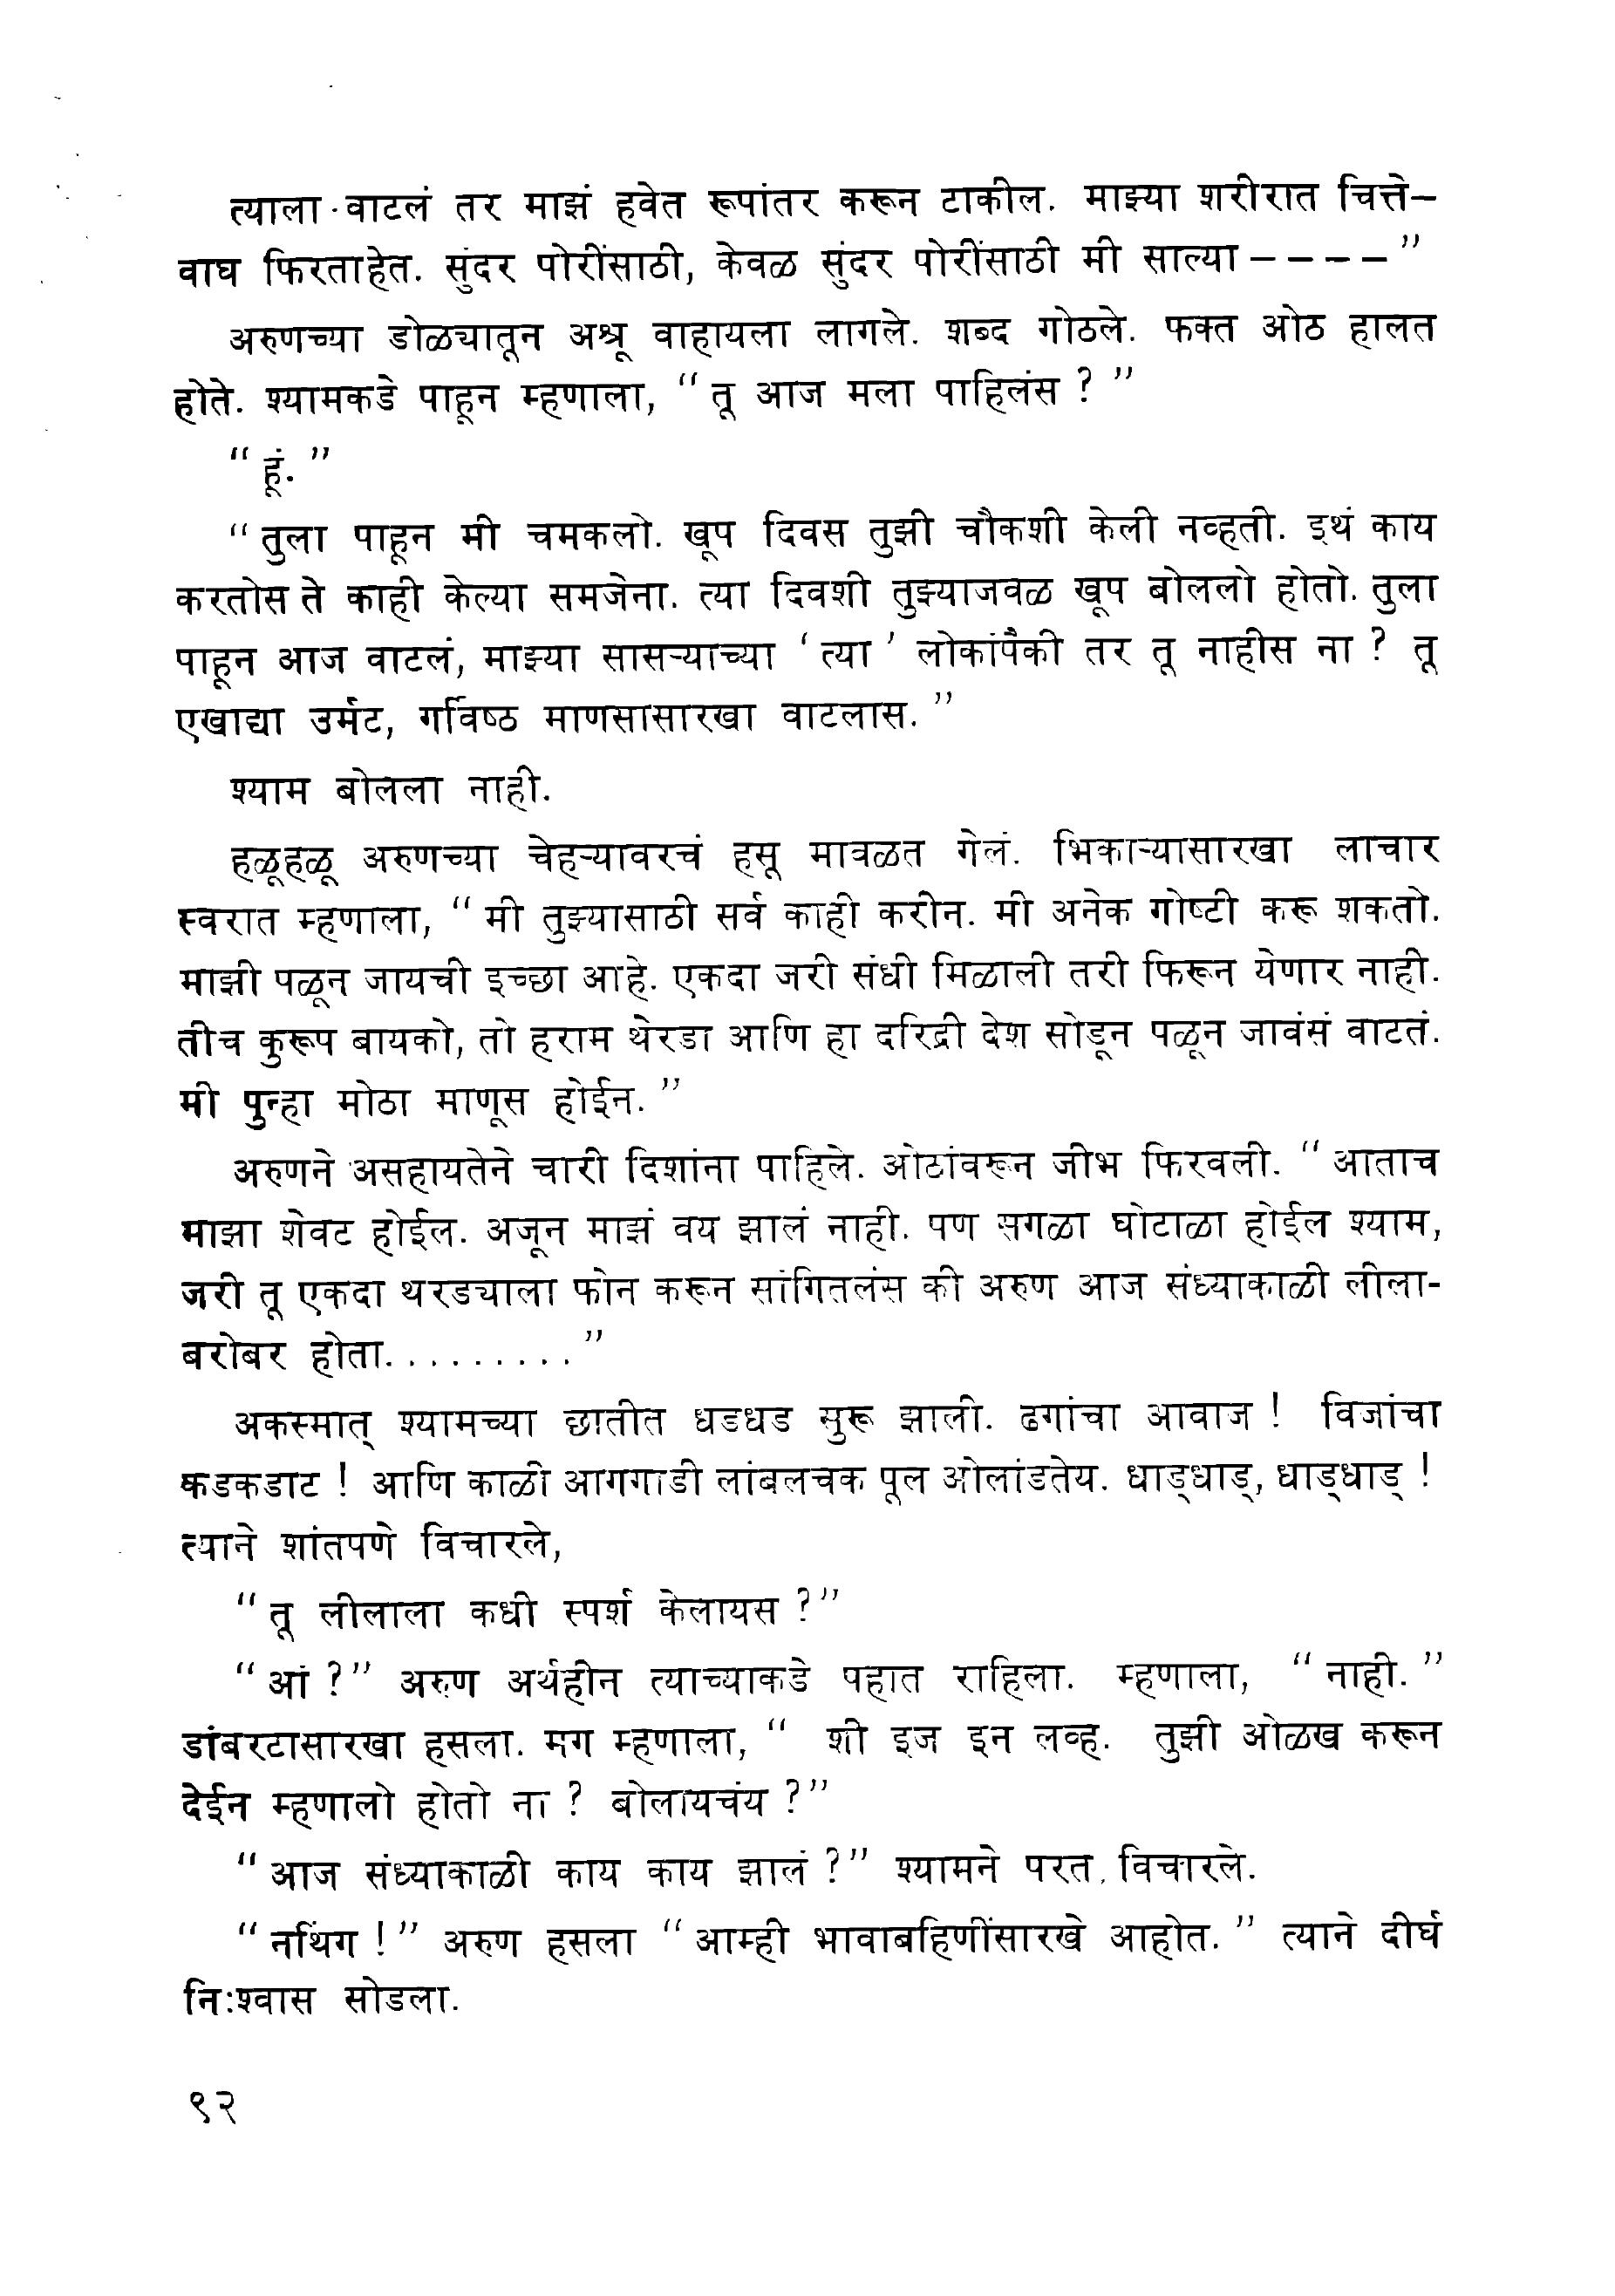 त्याला वाटलं तर माझं हवेत रूपांतर करून टाकील. माझ्या शरीरात चित्ते–
वाघ फिरताहेत. सुंदर पोरींसाठी, केवळ सुंदर पोरींसाठी मी साल्या – – – – ”
अरुणच्या डोळ्यातून अश्रू वाहायला लागले. शब्द गोठले. फक्त ओठ हालत
होते. श्यामकडे पाहून म्हणाला, “ तू आज मला पाहिलंस ? ”
“ हूं. ”
“ तुला पाहून मी चमकलो. खूप दिवस तुझी चौकशी केली नव्हती. इथं काय
करतोस ते काही केल्या समजेना. त्या दिवशी तुझ्याजवळ खूप बोललो होतो. तुला
पाहून आज वाटलं, माझ्या सासऱ्याच्या ‘ त्या ’ लोकांपैकी तर तू नाहीस ना ? तू
एखाद्या उर्मट, गर्विष्ठ माणसासारखा वाटलास. ”
श्याम बोलला नाही.
हळूहळू अरुणच्या चेहऱ्यावरचं हसू मावळत गेलं. भिकाऱ्यासारखा लाचार
स्वरात म्हणाला, “ मी तुझ्यासाठी सर्व काही करीन. मी अनेक गोष्टी करू शकतो.
माझी पळून जायची इच्छा आहे. एकदा जरी संधी मिळाली तरी फिरून येणार नाही.
तीच कुरूप बायको, तो हराम थेरडा आणि हा दरिद्री देश सोडून पळून जावंसं वाटतं.
मी पुन्हा मोठा माणूस होईन. ”
अरुणने असहायतेने चारी दिशांना पाहिले. ओठांवरून जीभ फिरवली. “ आताच
माझा शेवट होईल. अजून माझं वय झालं नाही. पण सगळा घोटाळा होईल श्याम,
जरी तू एकदा थरड्याला फोन करून सांगितलंस की अरुण आज संध्याकाळी लीला-
बरोबर होता. . . . . . . . . ”
अकस्मात् श्यामच्या छातीत धडधड सुरू झाली. ढगांचा आवाज ! विजांचा
कडकडाट ! आणि काळी आगगाडी लांबलचक पूल ओलांडतेय. धाड्धाड्, धाड्धाड् !
त्याने शांतपणे विचारले,
“ तू लीलाला कधी स्पर्श केलायस ?”
“ आं ?” अरुण अर्थहीन त्याच्याकडे पहात राहिला. म्हणाला, “ नाही. ”
डांबरटासारखा हसला. मग म्हणाला, “ शी इज इन लव्ह. तुझी ओळख करून
देईन म्हणालो होतो ना ? बोलायचंय ?”
“ आज संध्याकाळी काय काय झालं ?” श्यामने परत विचारले.
“ नथिंग !” अरुण हसला “ आम्ही भावाबहिणींसारखे आहोत. ” त्याने दीर्घ
नि:श्वास सोडला.
९२